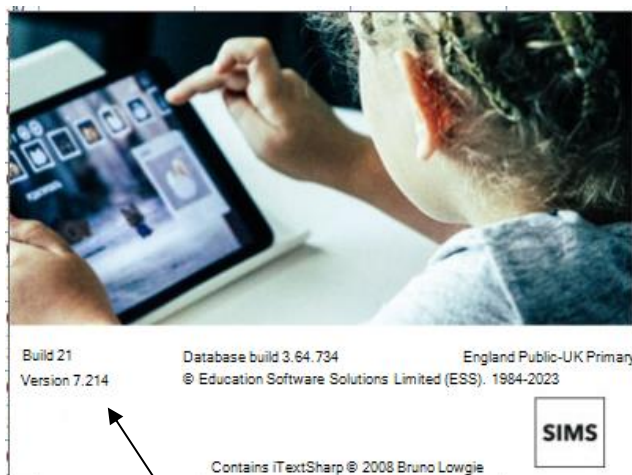 Build 21 Database build 3.64.734 England Public-UK Primary
Version 7.214 © Education Software Solutions Limited (ESS). 1984-2023
SIMS
Contains iTextSharp © 2008 Bruno Lowgie